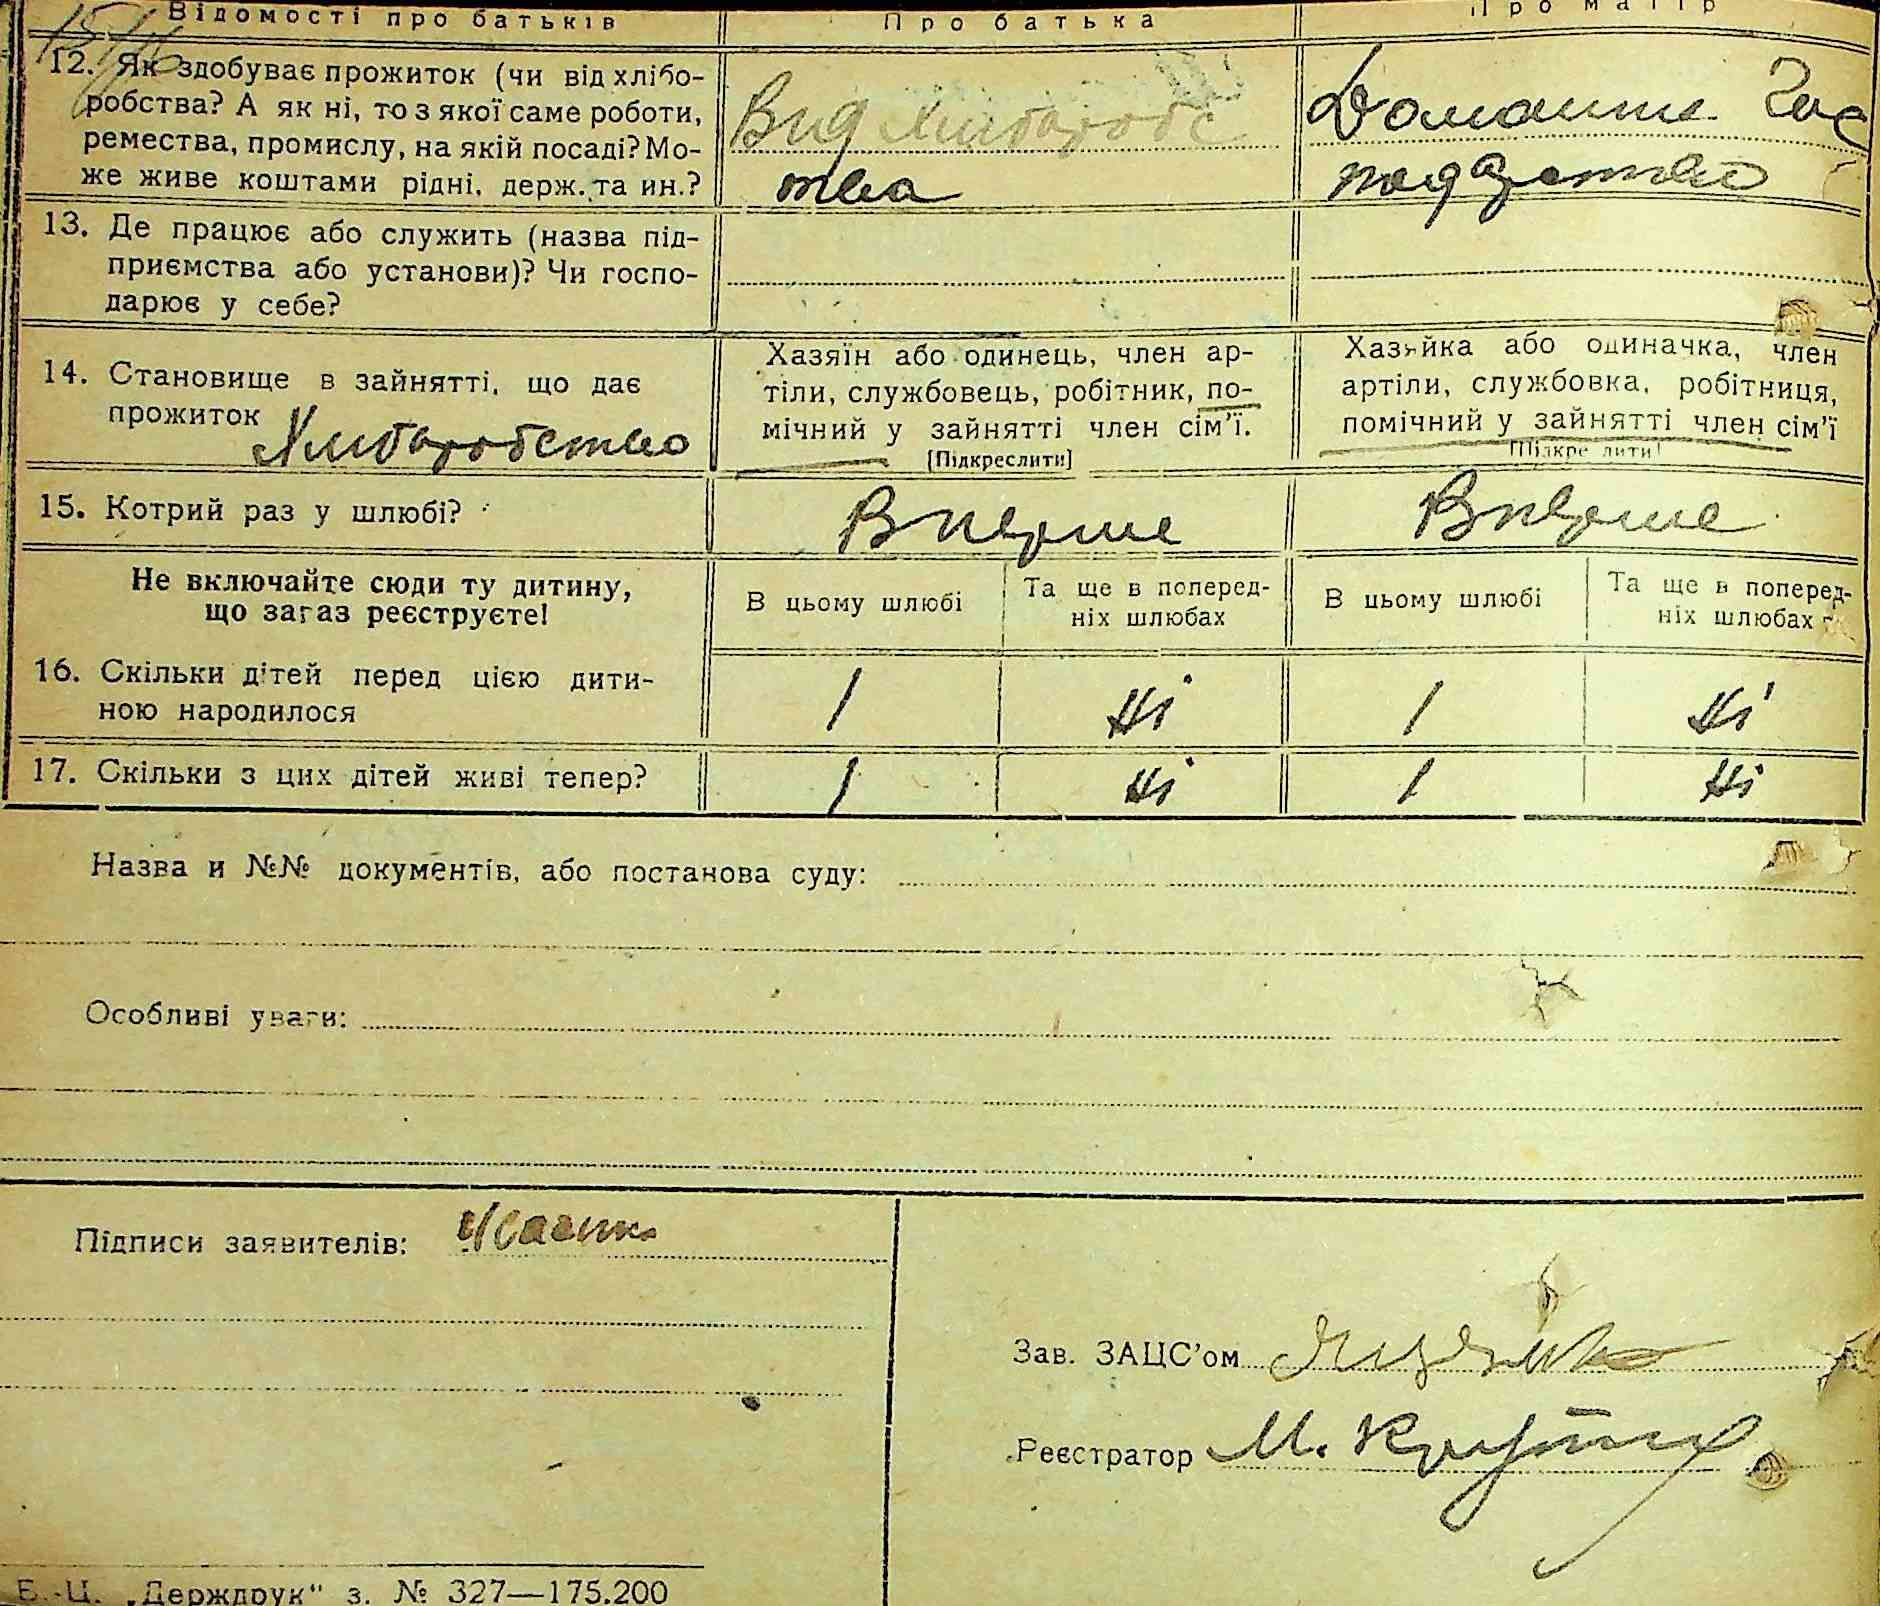 Відомості про батьків
Про батька
Про матір
12. Як здобуває прожиток (чи від хлібо-
робства? А як ні, то з якої саме роботи,
ремества, промислу, на якій посаді? Мо-
же живе коштами рідні, держ. та ин.?
Вид Хлиборобс
тва
Домашне Гос
подарство
13. Де працює або служить (назва під-
приємства або установи)? Чи госпо-
дарює у себе?
14. Становище в зайнятті, що дає
прожиток
Хлиборобство
Хазяїн або одинець, член ар-
тіли, службовець, робітник, по-
мічний у зайнятті член сім'ї.
[Підкреслити]
Хазяйка або одиначка, член
артіли, службовка, робітниця,
помічний у зайнятті член сім'ї
[Підкреслити]
15. Котрий раз у шлюбі?
Вперше
Вперше
Не включайте сюди ту дитину,
що зараз реєструєте!
В цьому шлюбі
Та ще в поперед-
ніх шлюбах
В цьому шлюбі
Та ще в поперед-
ніх шлюбах
16. Скільки дітей перед цією дити-
ною народилося
1
Ні
1
Ні
17. Скільки з цих дітей живі тепер?
1
Ні
1
Ні
Назва и №№ документів, або постанова суду:
Особливі уваги:
Підписи заявителів:
Зав. ЗАЦС'ом
Реєстратор М.
Б.-Ц. „Держдрук" з. № 327—175.200